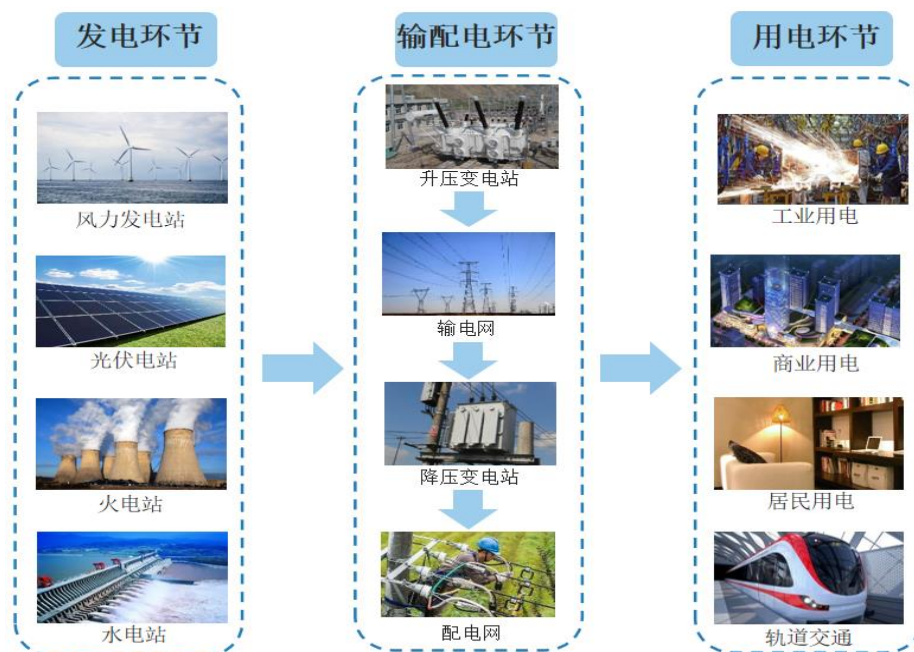 发电环节
输配电环节
用电环节
风力发电站
光伏电站
火电站
水电站
升压变电站
输电网
降压变电站
配电网
工业用电
商业用电
居民用电
轨道交通